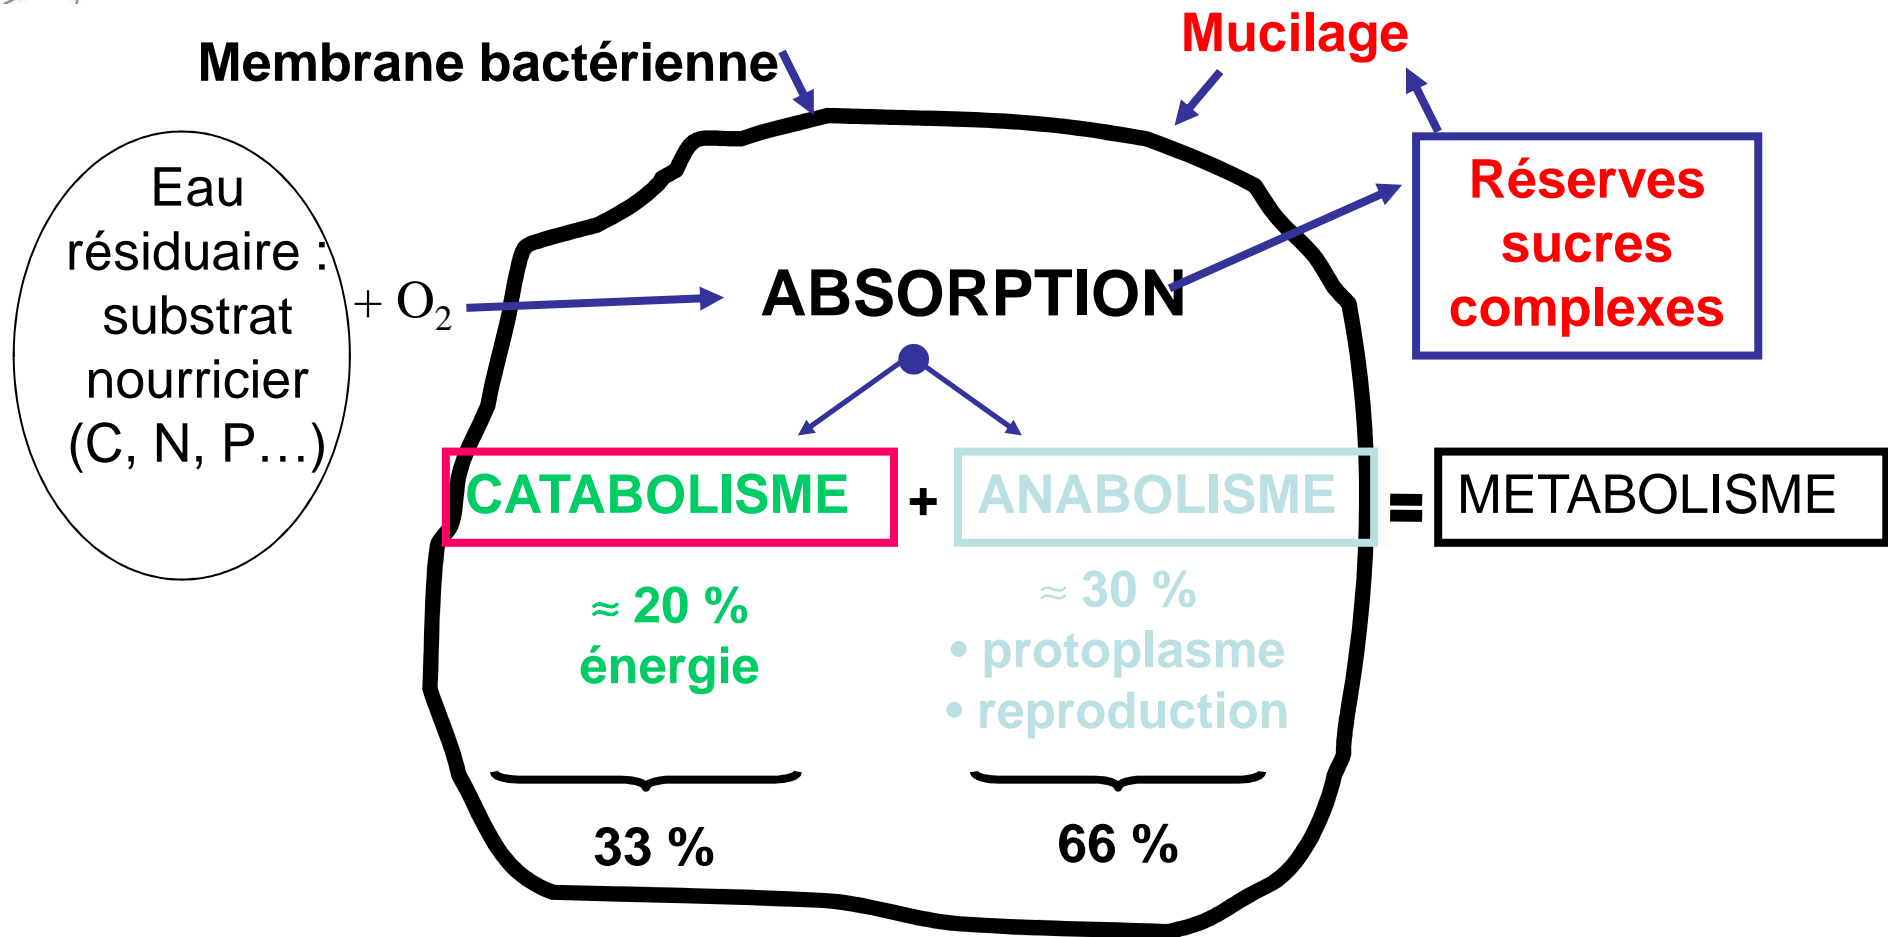 Membrane bactérienne
Mucilage
Eau
résiduaire :
substrat
nourricier
(C, N, P…)
+ O2
ABSORPTION
Réserves
sucres
complexes
CATABOLISME + ANABOLISME = METABOLISME
≈ 20 %
énergie
≈ 30 %
• protoplasme
• reproduction
33 %
66 %